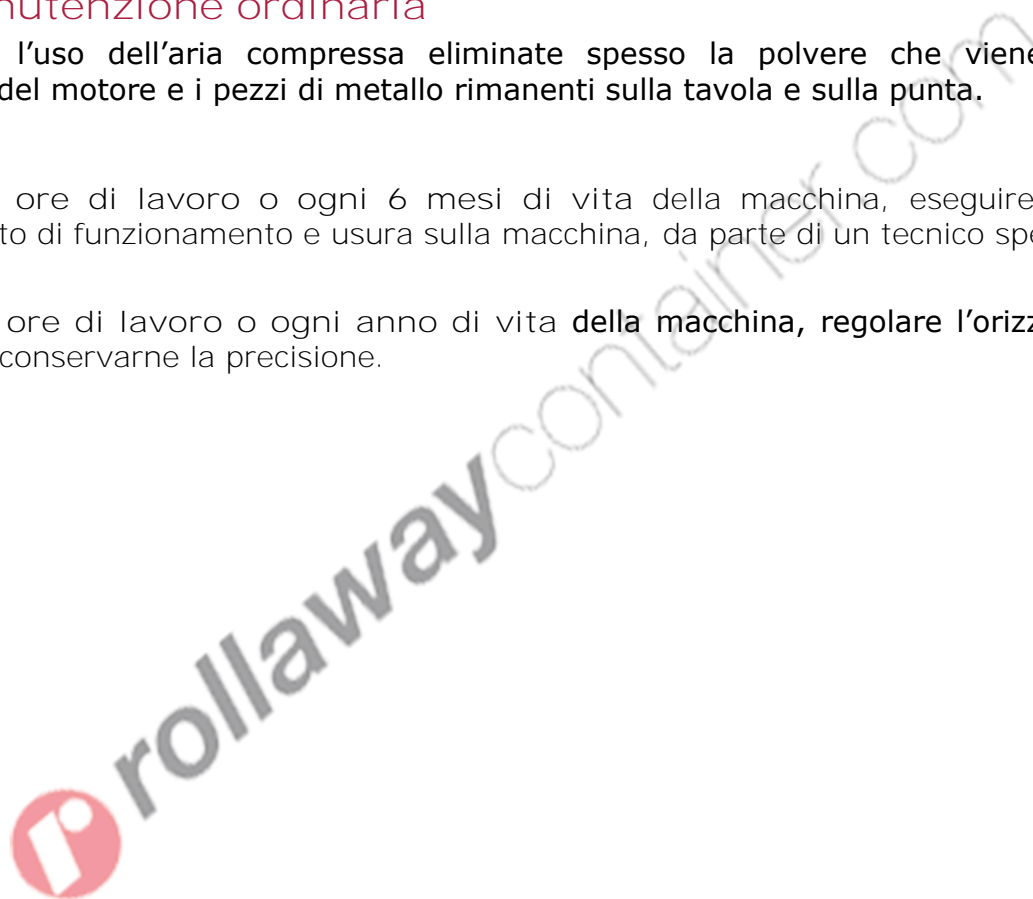 nutenzione ordinaria
l’uso dell’aria compressa eliminate spesso la polvere che viene
del motore e i pezzi di metallo rimanenti sulla tavola e sulla punta.
ore di lavoro o ogni 6 mesi di vita della macchina, eseguire
to di funzionamento e usura sulla macchina, da parte di un tecnico spe
ore di lavoro o ogni anno di vita della macchina, regolare l’orizz
conservarne la precisione.
rollawaycontainer.com